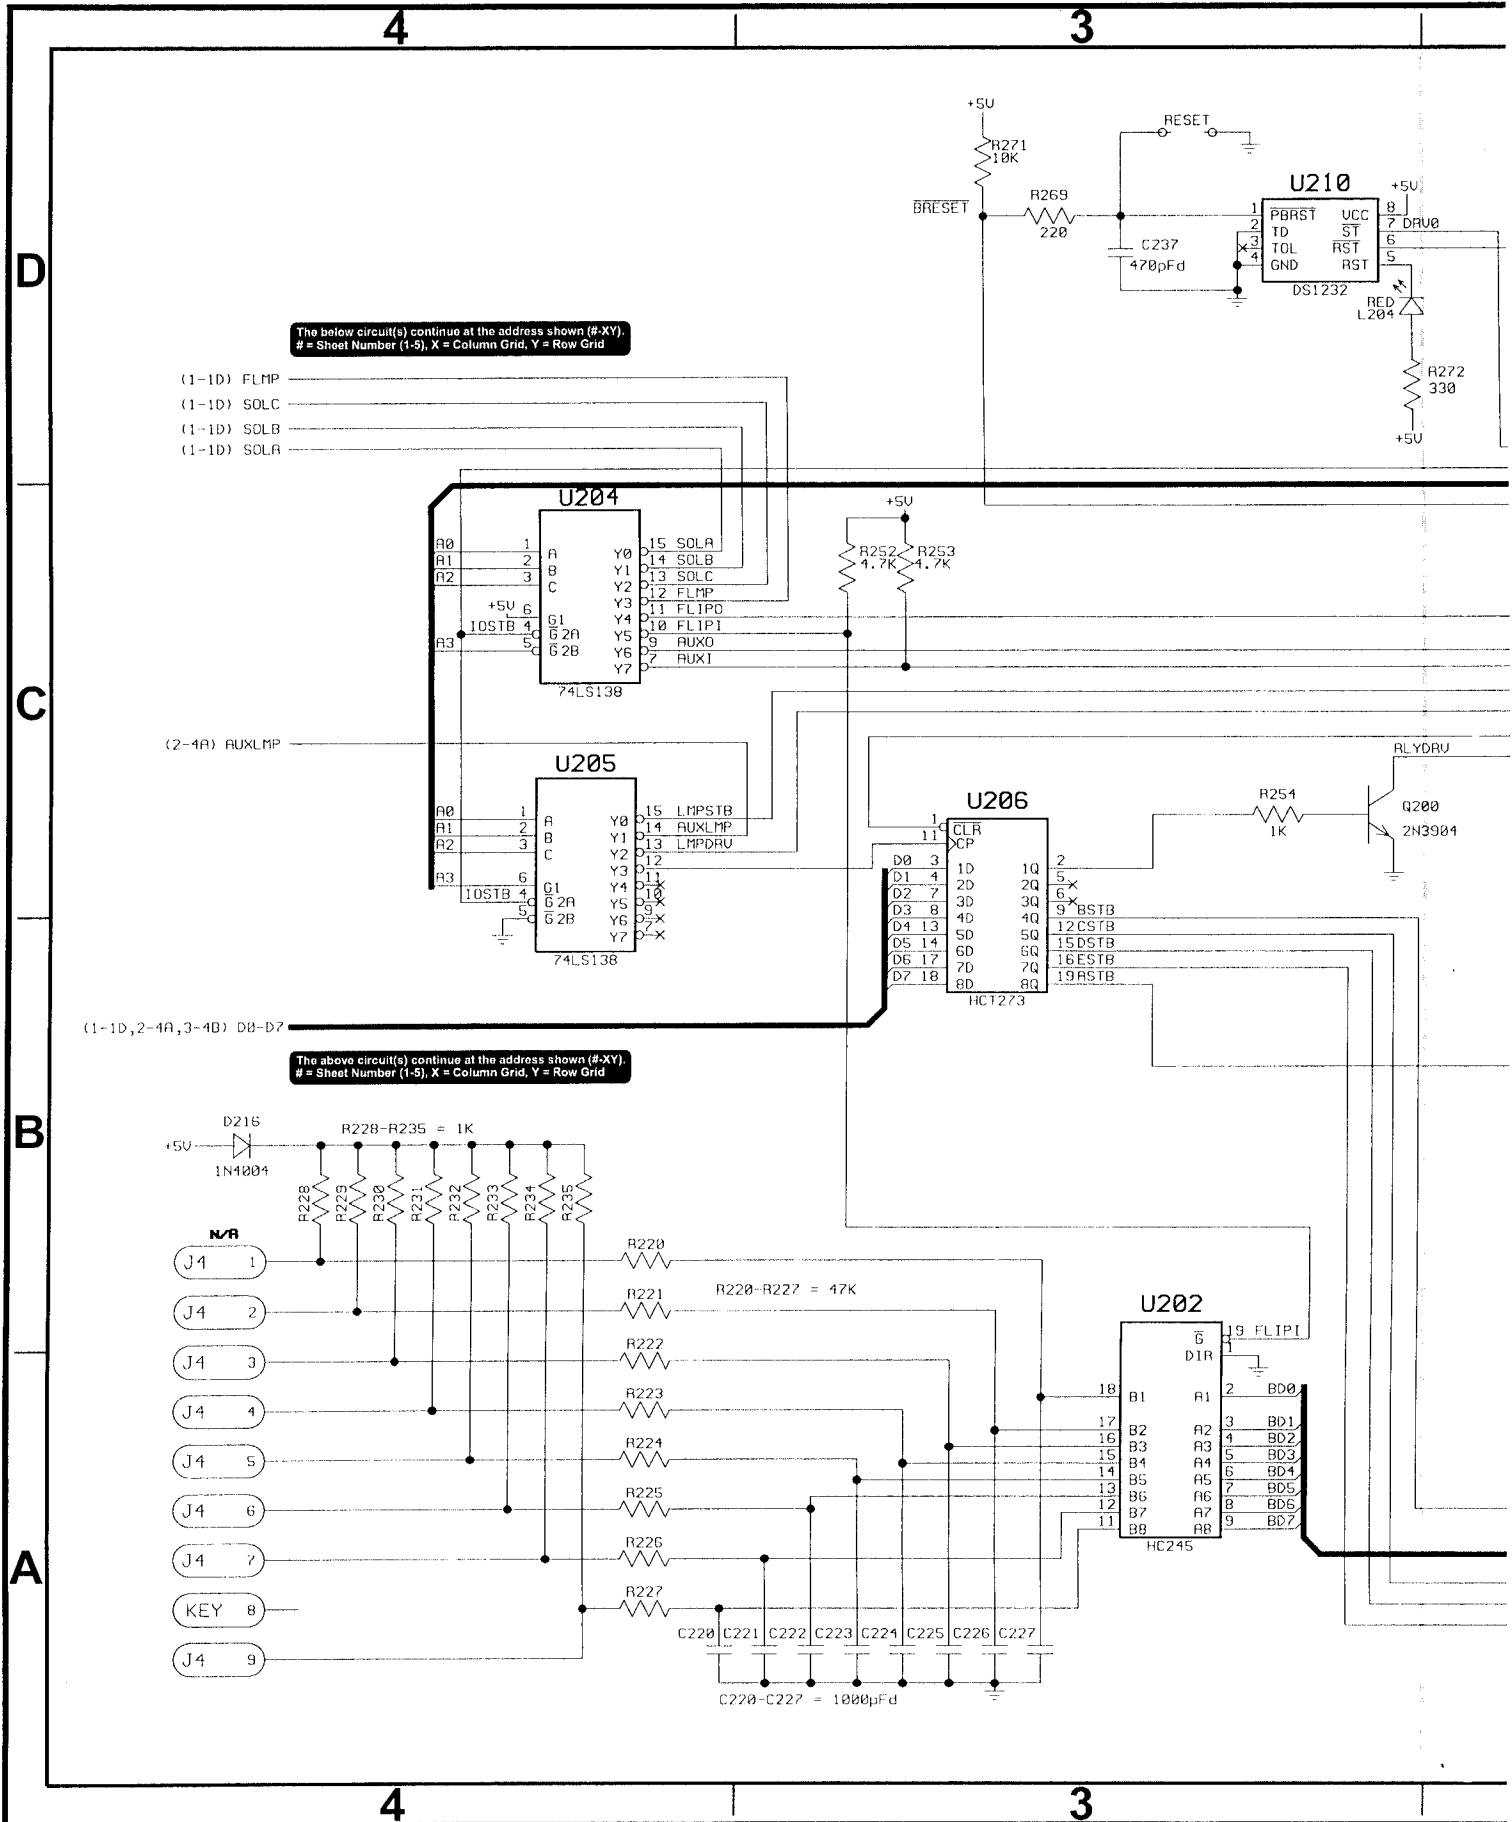 4 3
+5V
RESET
R271
10K
U210
+5V
R269
220
BRESET
1 PBRST VCC 8
2 TD ST 7 DRV0
3 TOL RST 6
4 GND RST 5
DS1232
C237
470pFd
D
RED
L204
R272
330
+5V
The below circuit(s) continue at the address shown (#-XY).
# = Sheet Number (1-5), X = Column Grid, Y = Row Grid
(1-1D) FLMP
(1-1D) SOLC
(1-1D) SOLB
(1-1D) SOLA
U204
+5V
R252
4.7K
R253
4.7K
A0 1 A Y0 15 SOLA
A1 2 B Y1 14 SOLB
A2 3 C Y2 13 SOLC
Y3 12 FLMP
+5V 6 G1 Y4 11 FLIPO
IOSTB 4 G2A Y5 10 FLIPI
A3 5 G2B Y6 9 AUXO
Y7 7 AUXI
74LS138
C
(2-4A) AUXLMP
RLYDRV
U205
A0 1 A Y0 15 LMPSTB
A1 2 B Y1 14 AUXLMP
A2 3 C Y2 13 LMPDRV
Y3 12
A3 6 G1 Y4 11
IOSTB 4 G2A Y5 10
5 G2B Y6 9
Y7 7
74LS138
U206
R254
1K
Q200
2N3904
1 CLR
11 CP
D0 3 1D 1Q 2
D1 4 2D 2Q 5
D2 7 3D 3Q 6
D3 8 4D 4Q 9 BSTB
D4 13 5D 5Q 12 CSTB
D5 14 6D 6Q 15 DSTB
D6 17 7D 7Q 16 ESTB
D7 18 8D 8Q 19 ASTB
HCT273
(1-1D,2-4A,3-4B) D0-D7
The above circuit(s) continue at the address shown (#-XY).
# = Sheet Number (1-5), X = Column Grid, Y = Row Grid
B
+5V
D216
1N4004
R228-R235 = 1K
R228 R229 R230 R231 R232 R233 R234 R235
N/A
J4 1 R220
R220-R227 = 47K
J4 2 R221
J4 3 R222
J4 4 R223
J4 5 R224
J4 6 R225
J4 7 R226
KEY 8 R227
J4 9
U202
G 19 FLIPI
DIR 1
18 B1 A1 2 BD0
17 B2 A2 3 BD1
16 B3 A3 4 BD2
15 B4 A4 5 BD3
14 B5 A5 6 BD4
13 B6 A6 7 BD5
12 B7 A7 8 BD6
11 B8 A8 9 BD7
HC245
A
C220 C221 C222 C223 C224 C225 C226 C227
C220-C227 = 1000pFd
4 3